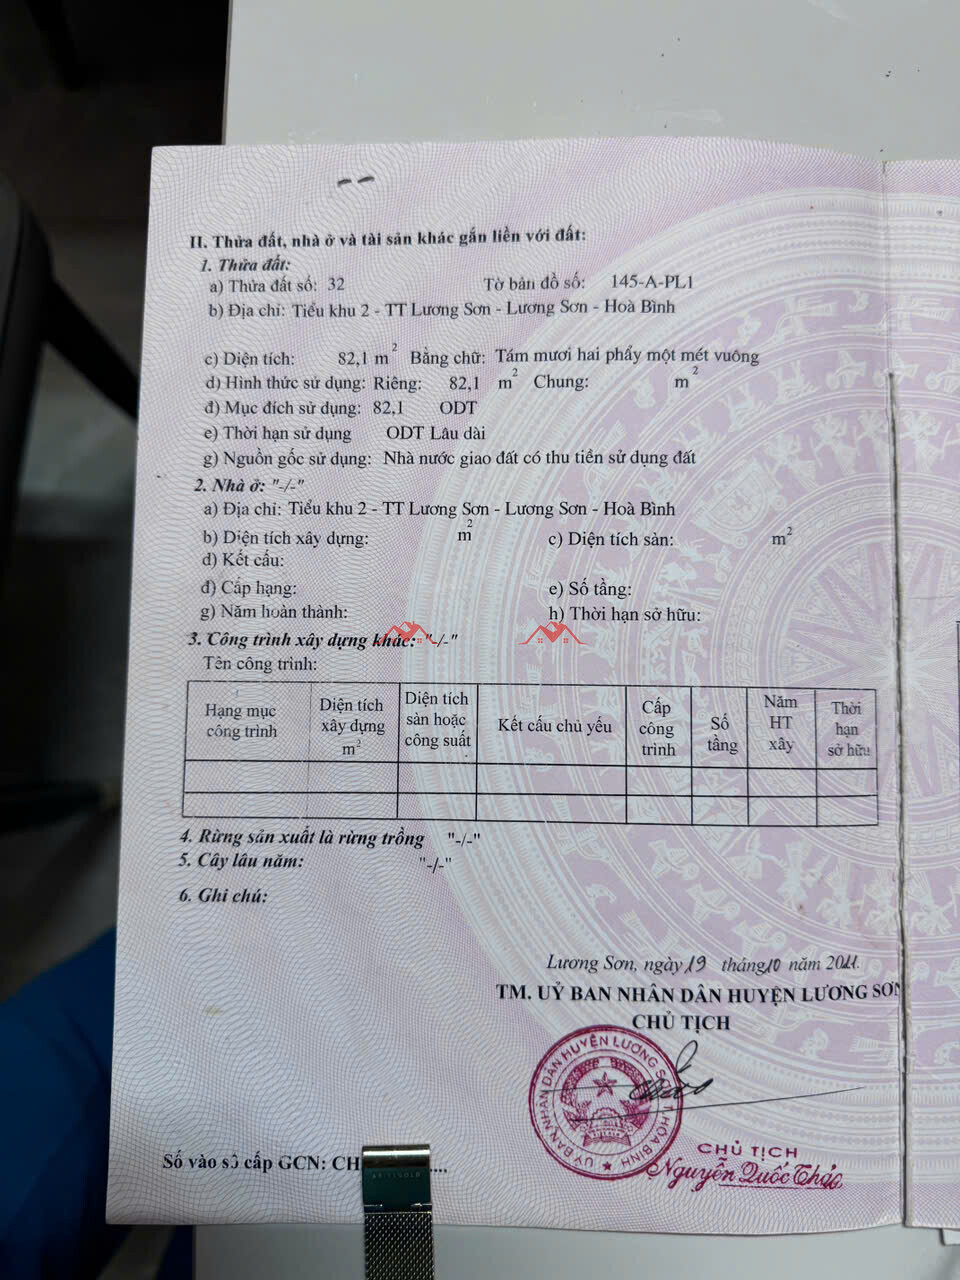 II. Thửa đất, nhà ở và tài sản khác gắn liền với đất:
1. Thửa đất:
a) Thửa đất số: 32 Tờ bản đồ số: 145-A-PL1
b) Địa chỉ: Tiểu khu 2 - TT Lương Sơn - Lương Sơn - Hoà Bình
c) Diện tích: 82,1 m2 Bằng chữ: Tám mươi hai phẩy một mét vuông
d) Hình thức sử dụng: Riêng: 82,1 m2 Chung: m2
đ) Mục đích sử dụng: 82,1 ODT
e) Thời hạn sử dụng ODT Lâu dài
g) Nguồn gốc sử dụng: Nhà nước giao đất có thu tiền sử dụng đất
2. Nhà ở: "-/-"
a) Địa chỉ: Tiểu khu 2 - TT Lương Sơn - Lương Sơn - Hoà Bình
b) Diện tích xây dựng: m2 c) Diện tích sàn: m2
d) Kết cấu:
đ) Cấp hạng: e) Số tầng:
g) Năm hoàn thành: h) Thời hạn sở hữu:
3. Công trình xây dựng khác: "-/-"
Tên công trình:
Hạng mục công trình
Diện tích xây dựng m2
Diện tích sàn hoặc công suất
Kết cấu chủ yếu
Cấp công trình
Số tầng
Năm HT xây
Thời hạn sở hữu
4. Rừng sản xuất là rừng trồng "-/-"
5. Cây lâu năm: "-/-"
6. Ghi chú:
Lương Sơn, ngày 19 tháng 10 năm 2011.
TM. UỶ BAN NHÂN DÂN HUYỆN LƯƠNG SƠN
CHỦ TỊCH
UỶ BAN NHÂN DÂN HUYỆN LƯƠNG SƠN T. HÒA BÌNH
CHỦ TỊCH
Nguyễn Quốc Thảo
Số vào sổ cấp GCN: CH